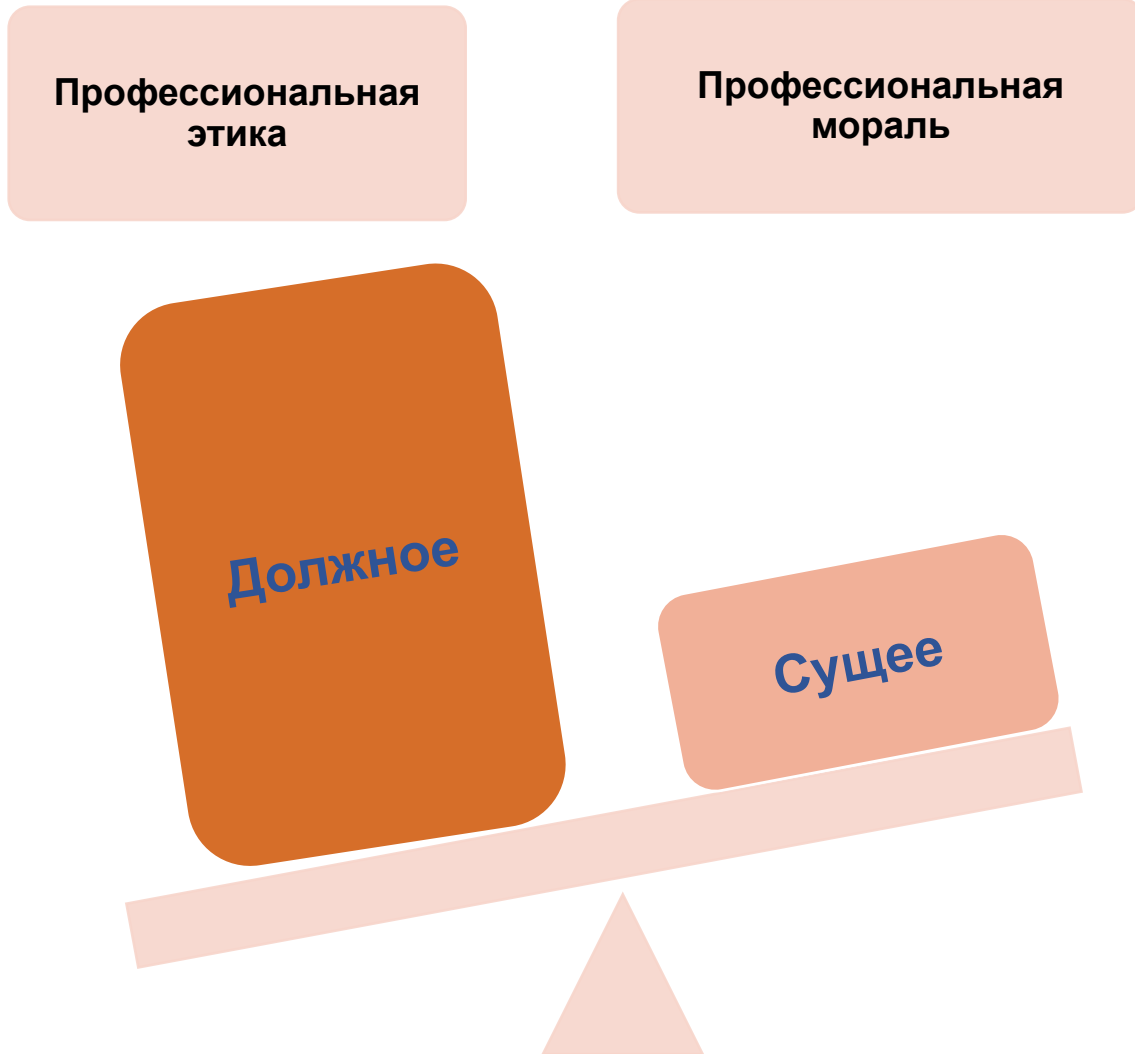 Профессиональная
этика
Профессиональная
мораль
Должное
Сущее